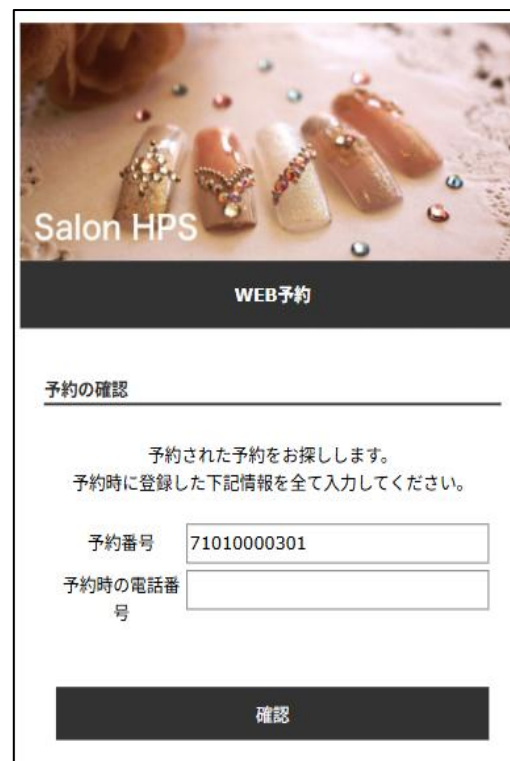 Salon HPS
WEB予約
予約の確認
予約された予約をお探しします。
予約時に登録した下記情報を全て入力してください。
予約番号 71010000301
予約時の電話番
号
確認